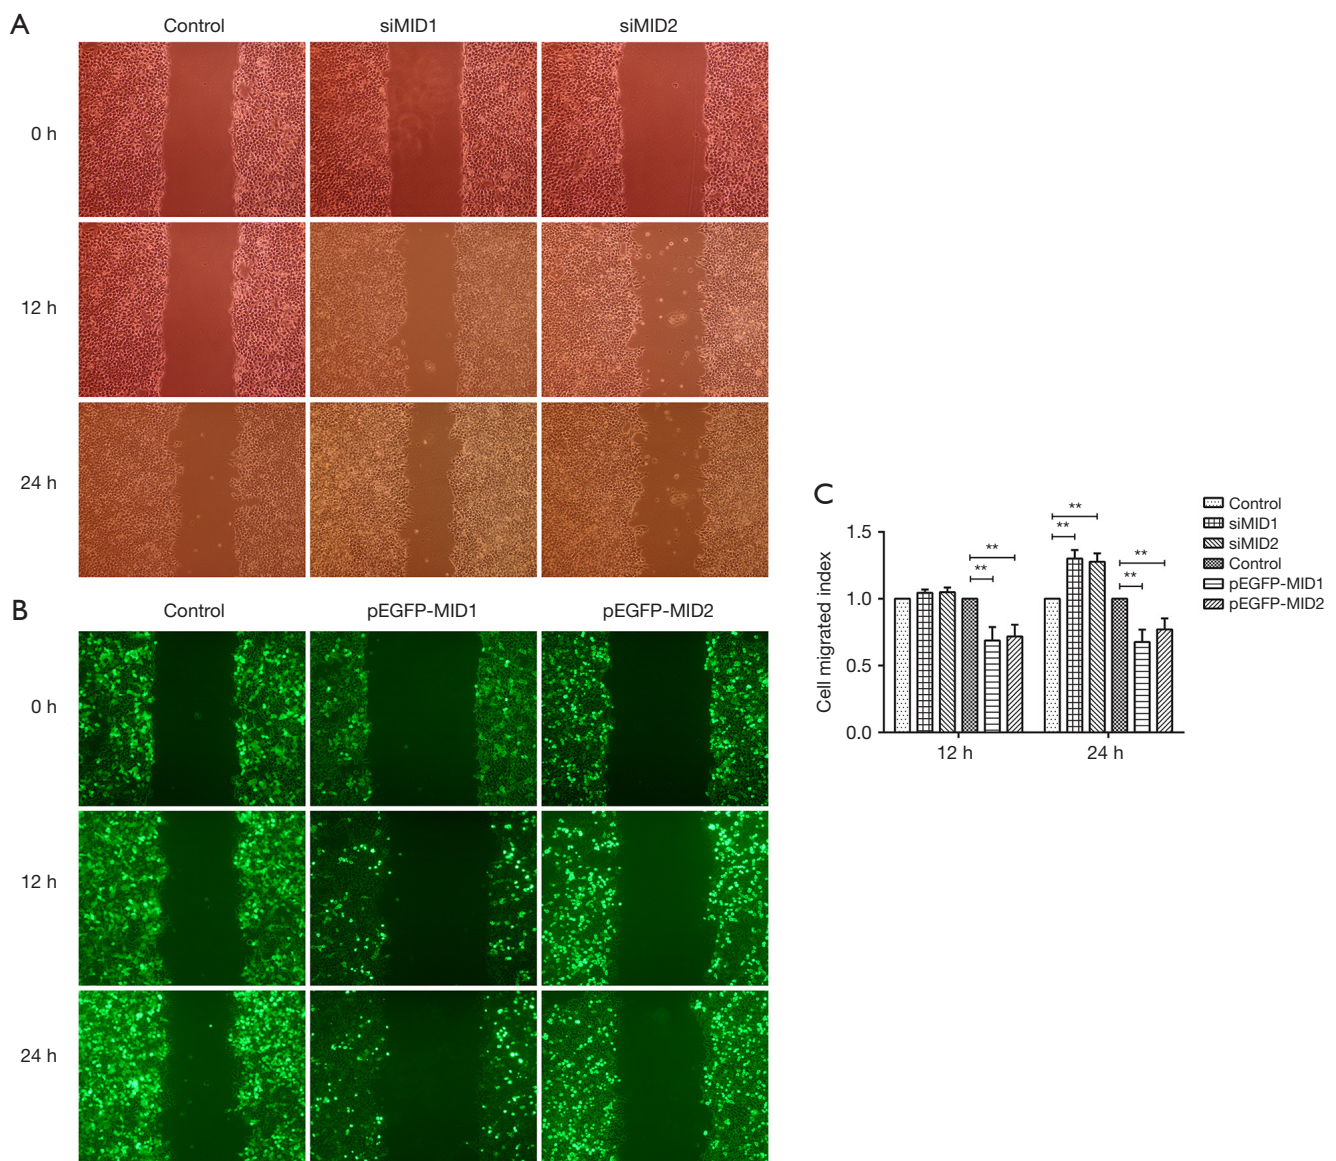 A
Control siMID1 siMID2
0 h
12 h
24 h
B
Control pEGFP-MID1 pEGFP-MID2
0 h
12 h
24 h
C
Cell migrated index
1.5
1.0
0.5
0.0
** ** ** ** ** **
12 h 24 h
Control
siMID1
siMID2
Control
pEGFP-MID1
pEGFP-MID2